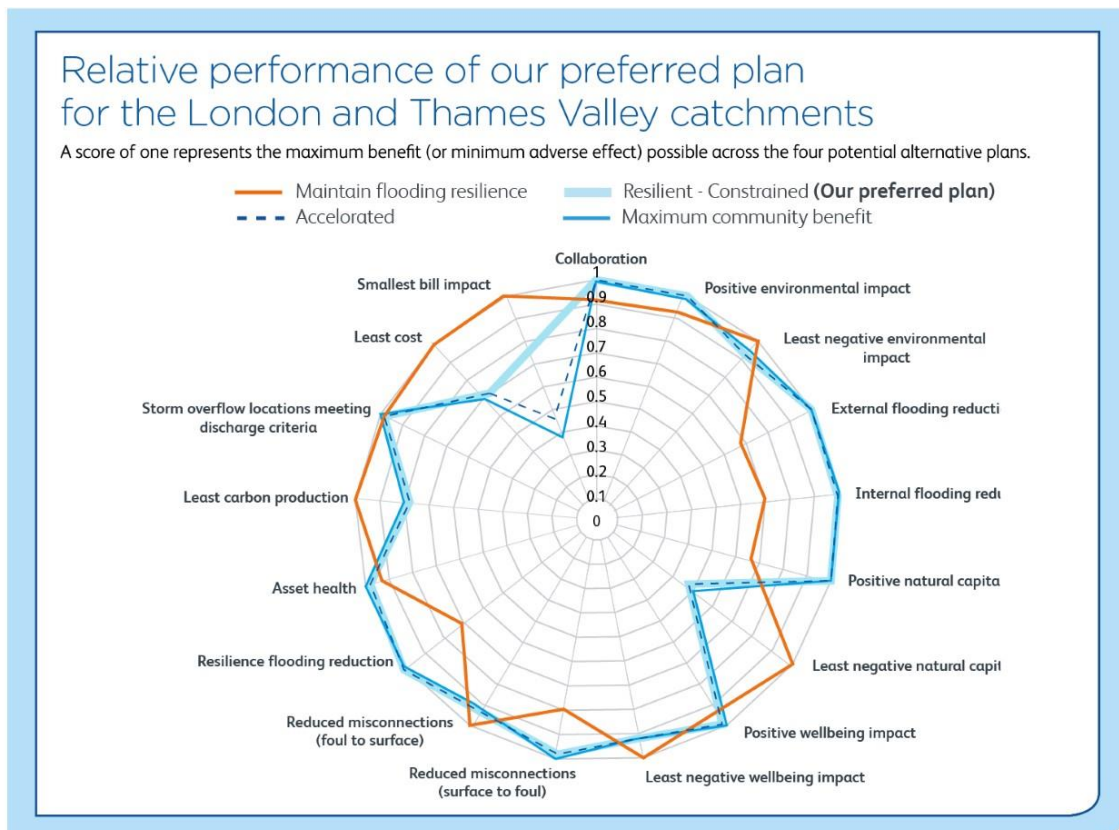 Relative performance of our preferred plan
for the London and Thames Valley catchments
A score of one represents the maximum benefit (or minimum adverse effect) possible across the four potential alternative plans.
Maintain flooding resilience
Resilient - Constrained (Our preferred plan)
Accelorated
Maximum community benefit
Collaboration
Positive environmental impact
Least negative environmental
impact
External flooding reducti
Internal flooding redu
Positive natural capita
Least negative natural capit
Positive wellbeing impact
Least negative wellbeing impact
Reduced misconnections
(surface to foul)
Reduced misconnections
(foul to surface)
Resilience flooding reduction
Asset health
Least carbon production
Storm overflow locations meeting
discharge criteria
Least cost
Smallest bill impact
1
0.9
0.8
0.7
0.6
0.5
0.4
0.3
0.2
0.1
0